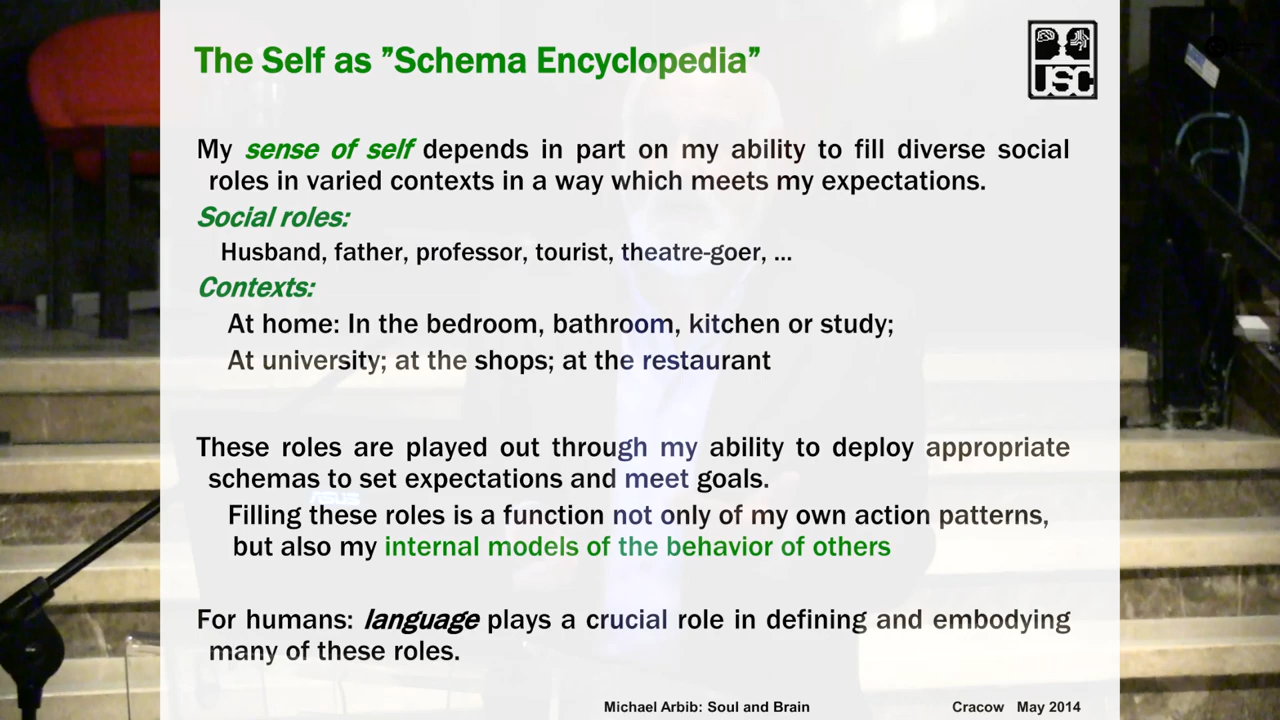 The Self as ”Schema Encyclopedia”
USC
My sense of self depends in part on my ability to fill diverse social
roles in varied contexts in a way which meets my expectations.
Social roles:
Husband, father, professor, tourist, theatre-goer, ...
Contexts:
At home: In the bedroom, bathroom, kitchen or study;
At university; at the shops; at the restaurant
These roles are played out through my ability to deploy appropriate
schemas to set expectations and meet goals.
ASUS
Filling these roles is a function not only of my own action patterns,
but also my internal models of the behavior of others
For humans: language plays a crucial role in defining and embodying
many of these roles.
Michael Arbib: Soul and Brain
Cracow May 2014